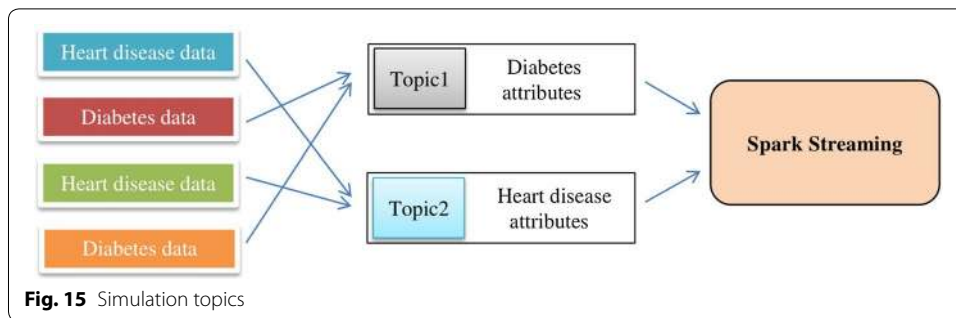 Heart disease data
Diabetes data
Heart disease data
Diabetes data
Topic1
Diabetes
attributes
Topic2
Heart disease
attributes
Spark Streaming
Fig. 15 Simulation topics